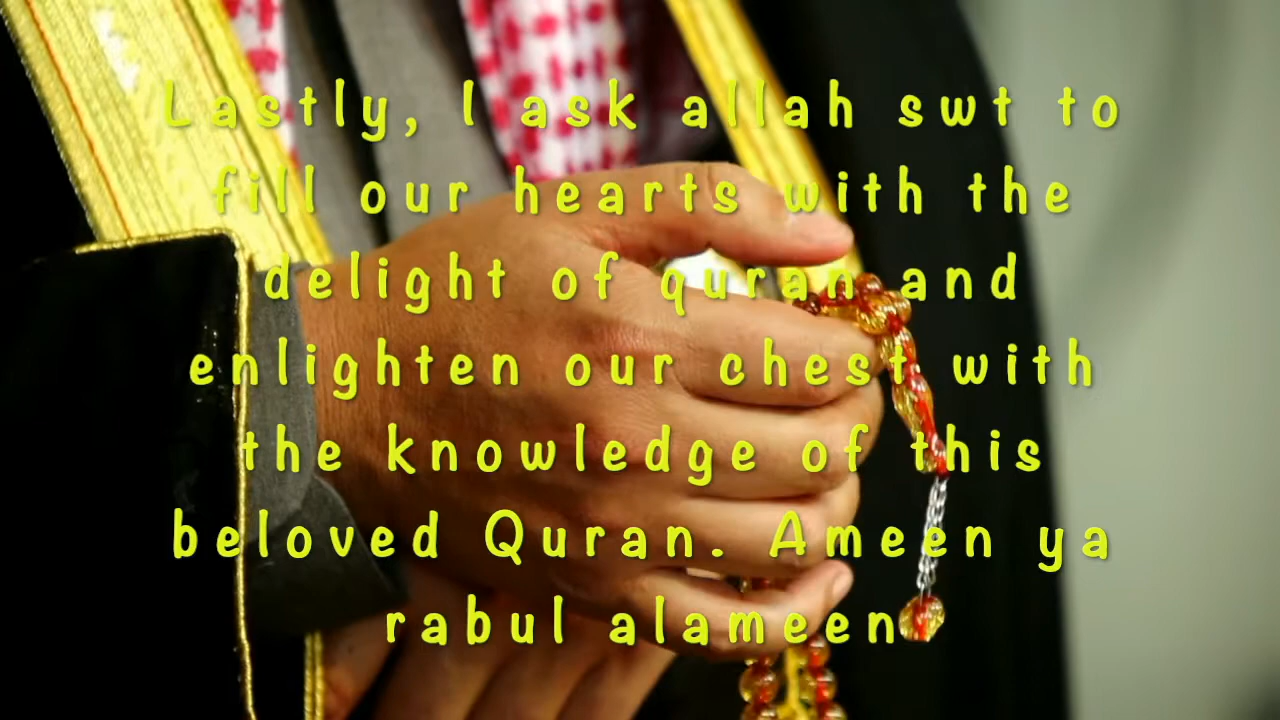 Lastly, I ask allah swt to
fill our hearts with the
delight of quran and
enlighten our chest with
the knowledge of this
beloved Quran. Ameen ya
rabul alameen